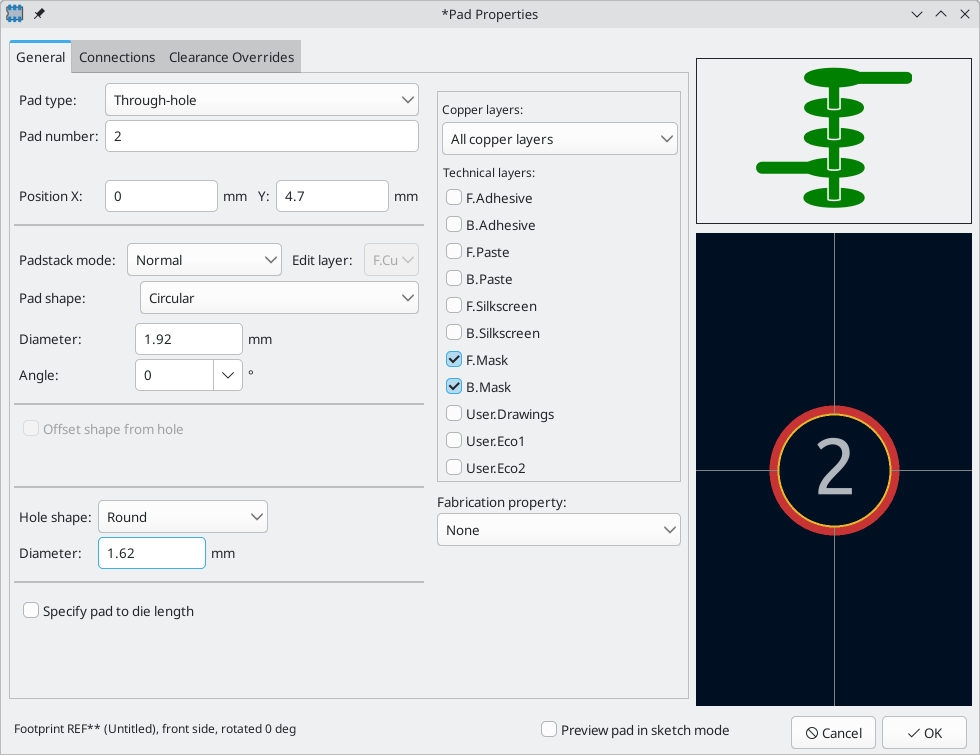 *Pad Properties
General Connections Clearance Overrides
Pad type: Through-hole
Pad number: 2
Position X: 0 mm Y: 4.7 mm
Padstack mode: Normal Edit layer: F.Cu
Pad shape: Circular
Diameter: 1.92 mm
Angle: 0 °
Offset shape from hole
Hole shape: Round
Diameter: 1.62 mm
Specify pad to die length
Copper layers:
All copper layers
Technical layers:
F.Adhesive
B.Adhesive
F.Paste
B.Paste
F.Silkscreen
B.Silkscreen
F.Mask
B.Mask
User.Drawings
User.Eco1
User.Eco2
Fabrication property:
None
2
Footprint REF** (Untitled), front side, rotated 0 deg
Preview pad in sketch mode
Cancel
OK